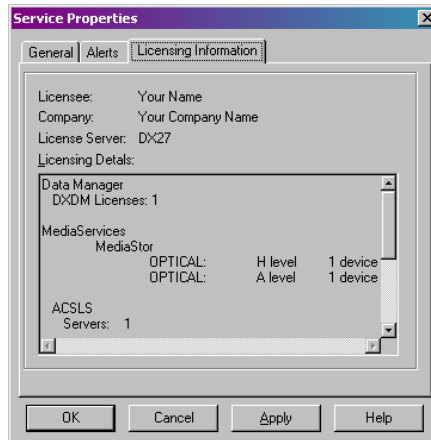 Service Properties
General Alerts Licensing Information
Licensee: Your Name
Company: Your Company Name
License Server: DX27
Licensing Detals:
Data Manager
DXDM Licenses: 1
MediaServices
MediaStor
OPTICAL: H level 1 device
OPTICAL: A level 1 device
ACSLS
Servers: 1
OK Cancel Apply Help